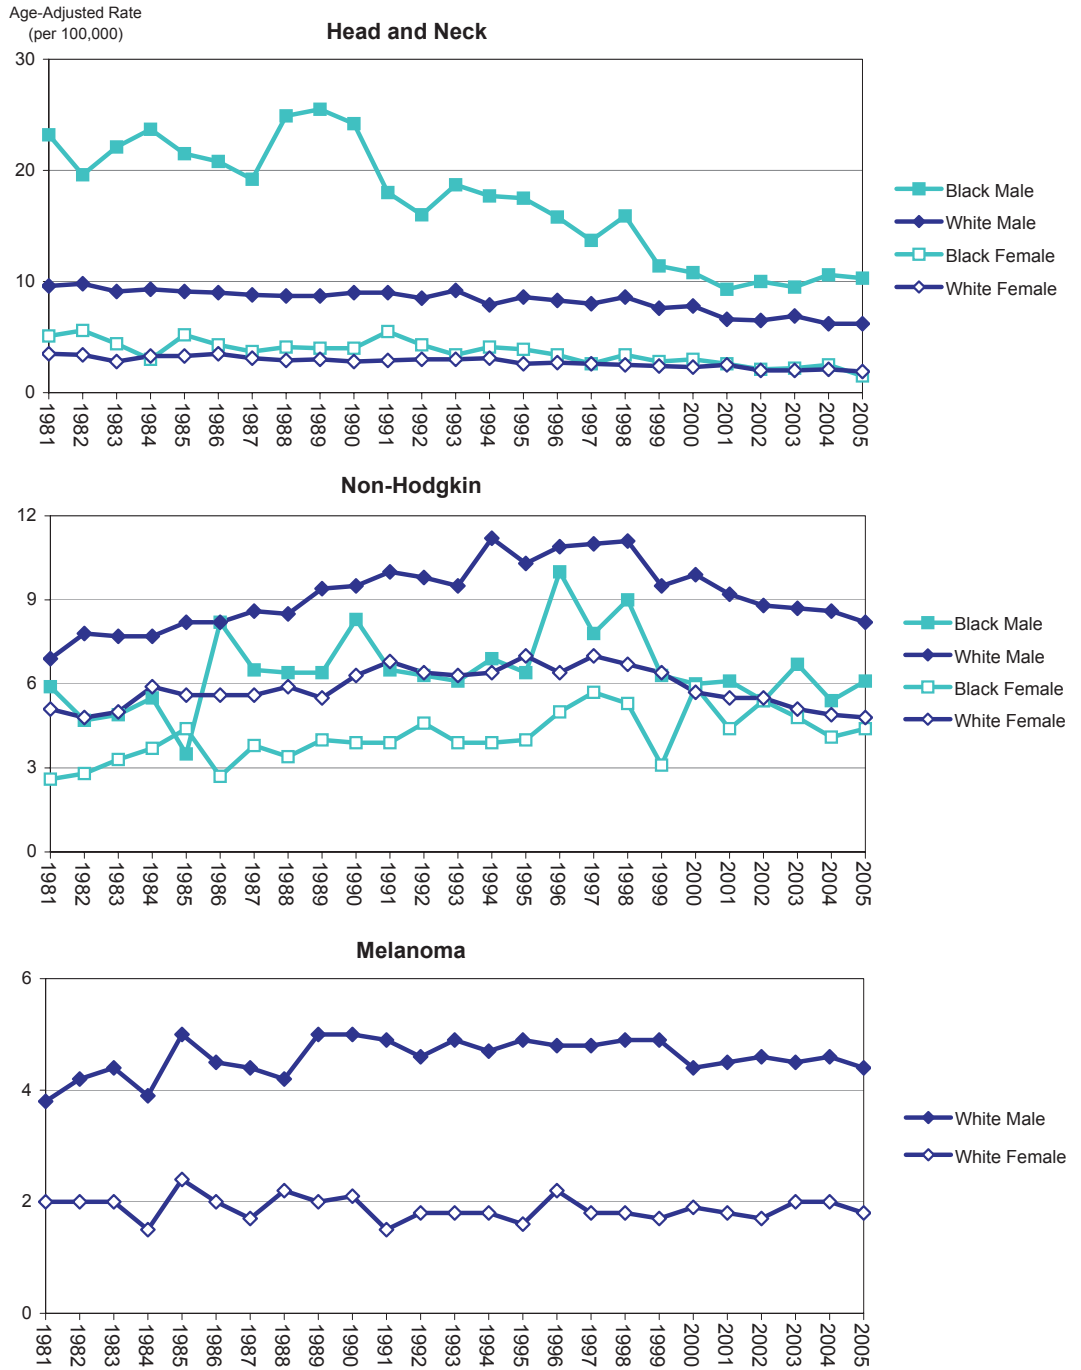 Age-Adjusted Rate
(per 100,000)
Head and Neck
30
20
10
0
1981 1982 1983 1984 1985 1986 1987 1988 1989 1990 1991 1992 1993 1994 1995 1996 1997 1998 1999 2000 2001 2002 2003 2004 2005
Black Male
White Male
Black Female
White Female
Non-Hodgkin
12
9
6
3
0
1981 1982 1983 1984 1985 1986 1987 1988 1989 1990 1991 1992 1993 1994 1995 1996 1997 1998 1999 2000 2001 2002 2003 2004 2005
Black Male
White Male
Black Female
White Female
Melanoma
6
4
2
0
1981 1982 1983 1984 1985 1986 1987 1988 1989 1990 1991 1992 1993 1994 1995 1996 1997 1998 1999 2000 2001 2002 2003 2004 2005
White Male
White Female